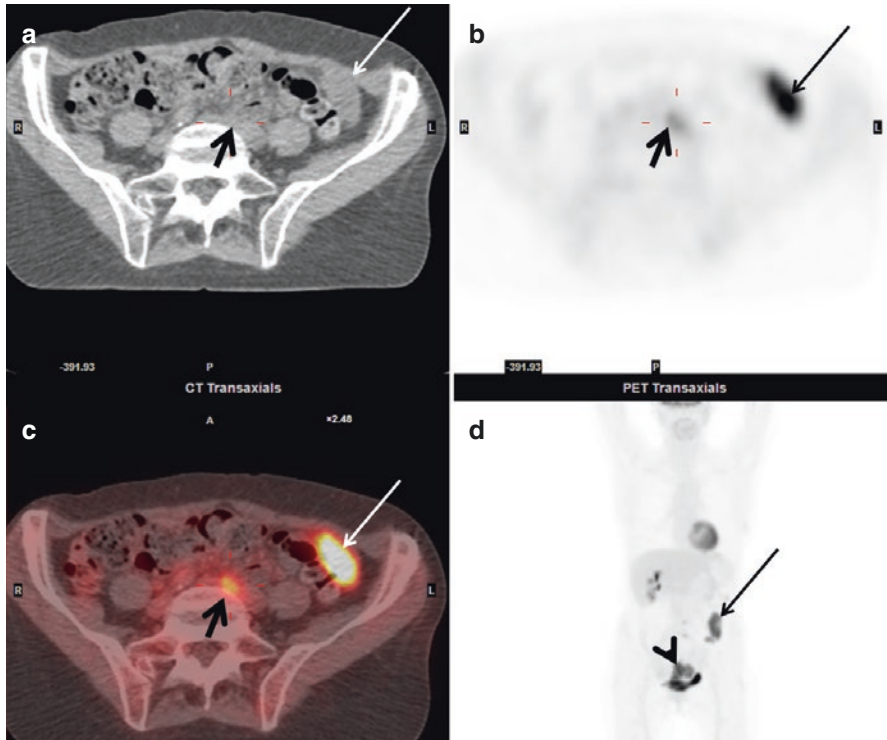 a
b
R
L
R
L
-391.93
P
-391.93
P
CT Transaxials
PET Transaxials
A
×2.48
c
d
R
L